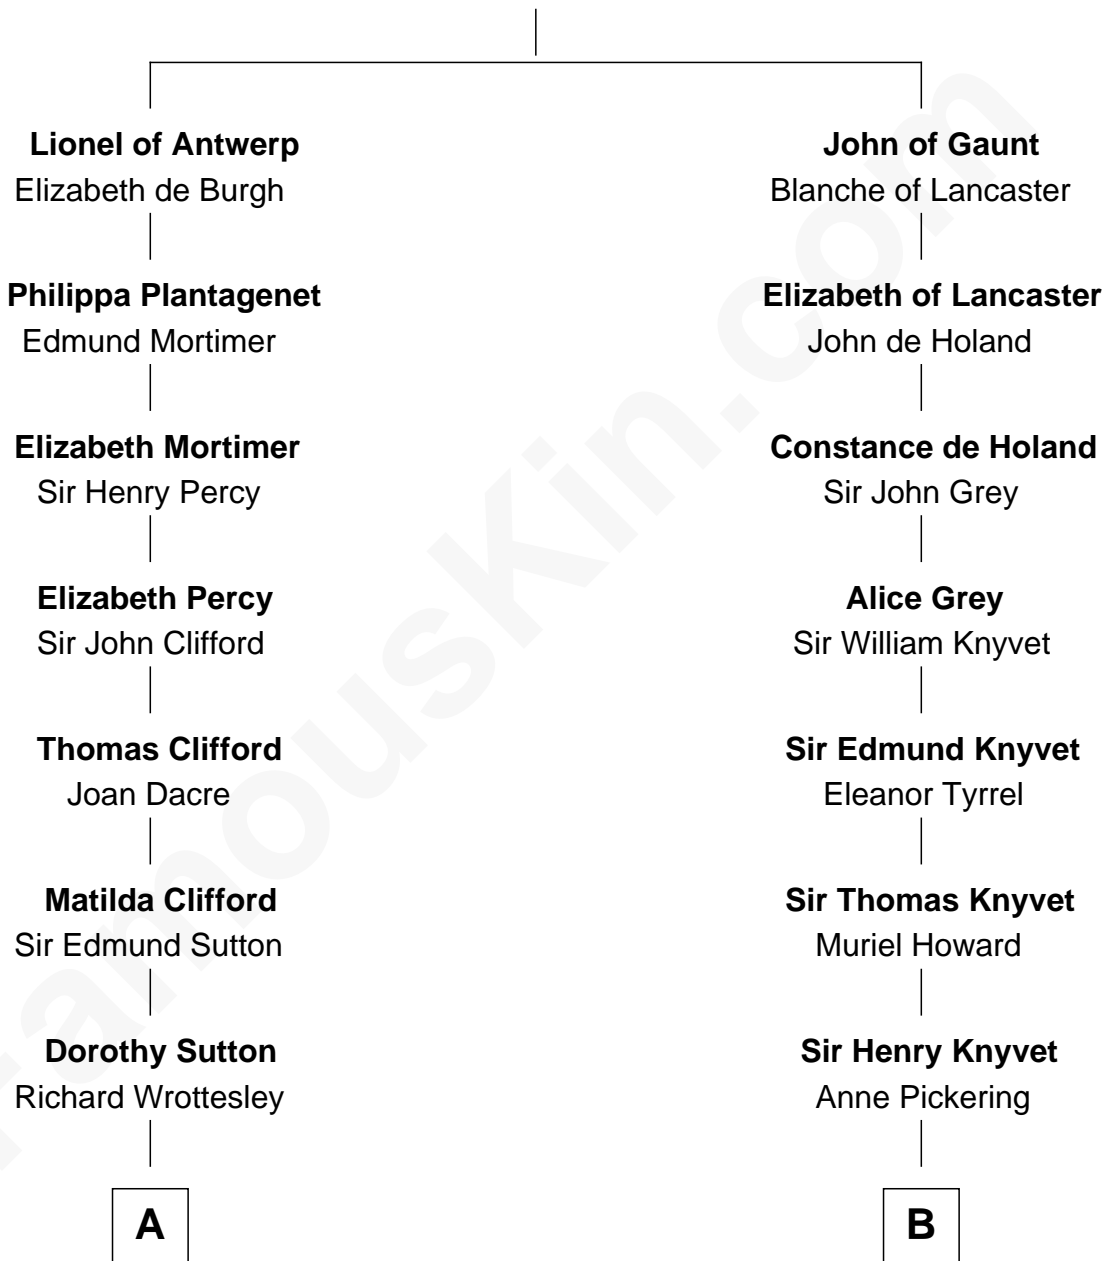 Lionel of Antwerp
Elizabeth de Burgh
Philippa Plantagenet
Edmund Mortimer
Elizabeth Mortimer
Sir Henry Percy
Elizabeth Percy
Sir John Clifford
Thomas Clifford
Joan Dacre
Matilda Clifford
Sir Edmund Sutton
Dorothy Sutton
Richard Wrottesley
A
John of Gaunt
Blanche of Lancaster
Elizabeth of Lancaster
John de Holand
Constance de Holand
Sir John Grey
Alice Grey
Sir William Knyvet
Sir Edmund Knyvet
Eleanor Tyrrel
Sir Thomas Knyvet
Muriel Howard
Sir Henry Knyvet
Anne Pickering
B
FamousKin.com